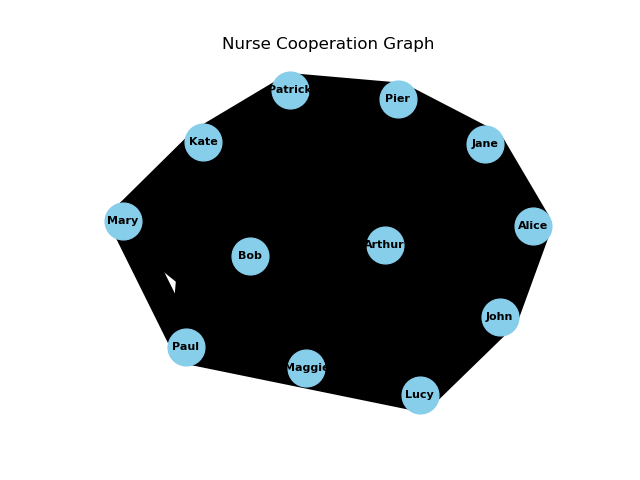 Nurse Cooperation Graph
Patrick
Pier
Kate
Jane
Mary
Alice
Bob
Arthur
John
Paul
Maggie
Lucy